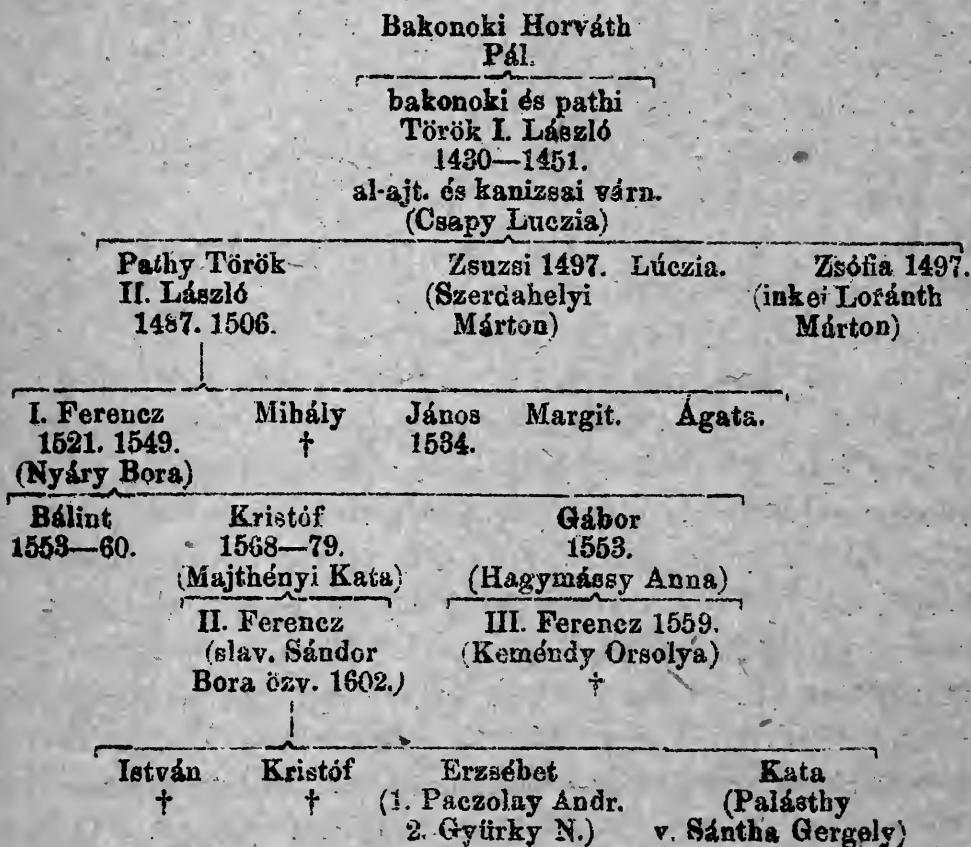 Bakonoki Horváth
Pál.
bakonoki és pathi
Török I. László
1430—1451.
al-ajt. és kanizsai várn.
(Csapy Luczia)
Pathy Török Zsuzsi 1497. Lúczia. Zsófia 1497.
II. László (Szerdahelyi (inkei Loránth
1487. 1506. Márton) Márton)
I. Ferencz Mihály János Margit. Ágata.
1521. 1549. † 1534.
(Nyáry Bora)
Bálint Kristóf Gábor
1553—60. 1568—79. 1553.
(Majthényi Kata) (Hagymássy Anna)
II. Ferencz III. Ferencz 1559.
(slav. Sándor (Keméndy Orsolya)
Bora özv. 1602.) †
István Kristóf Erzsébet Kata
† † (1. Paczolay Andr. (Palásthy
2. Gyürky N.) v. Sántha Gergely)